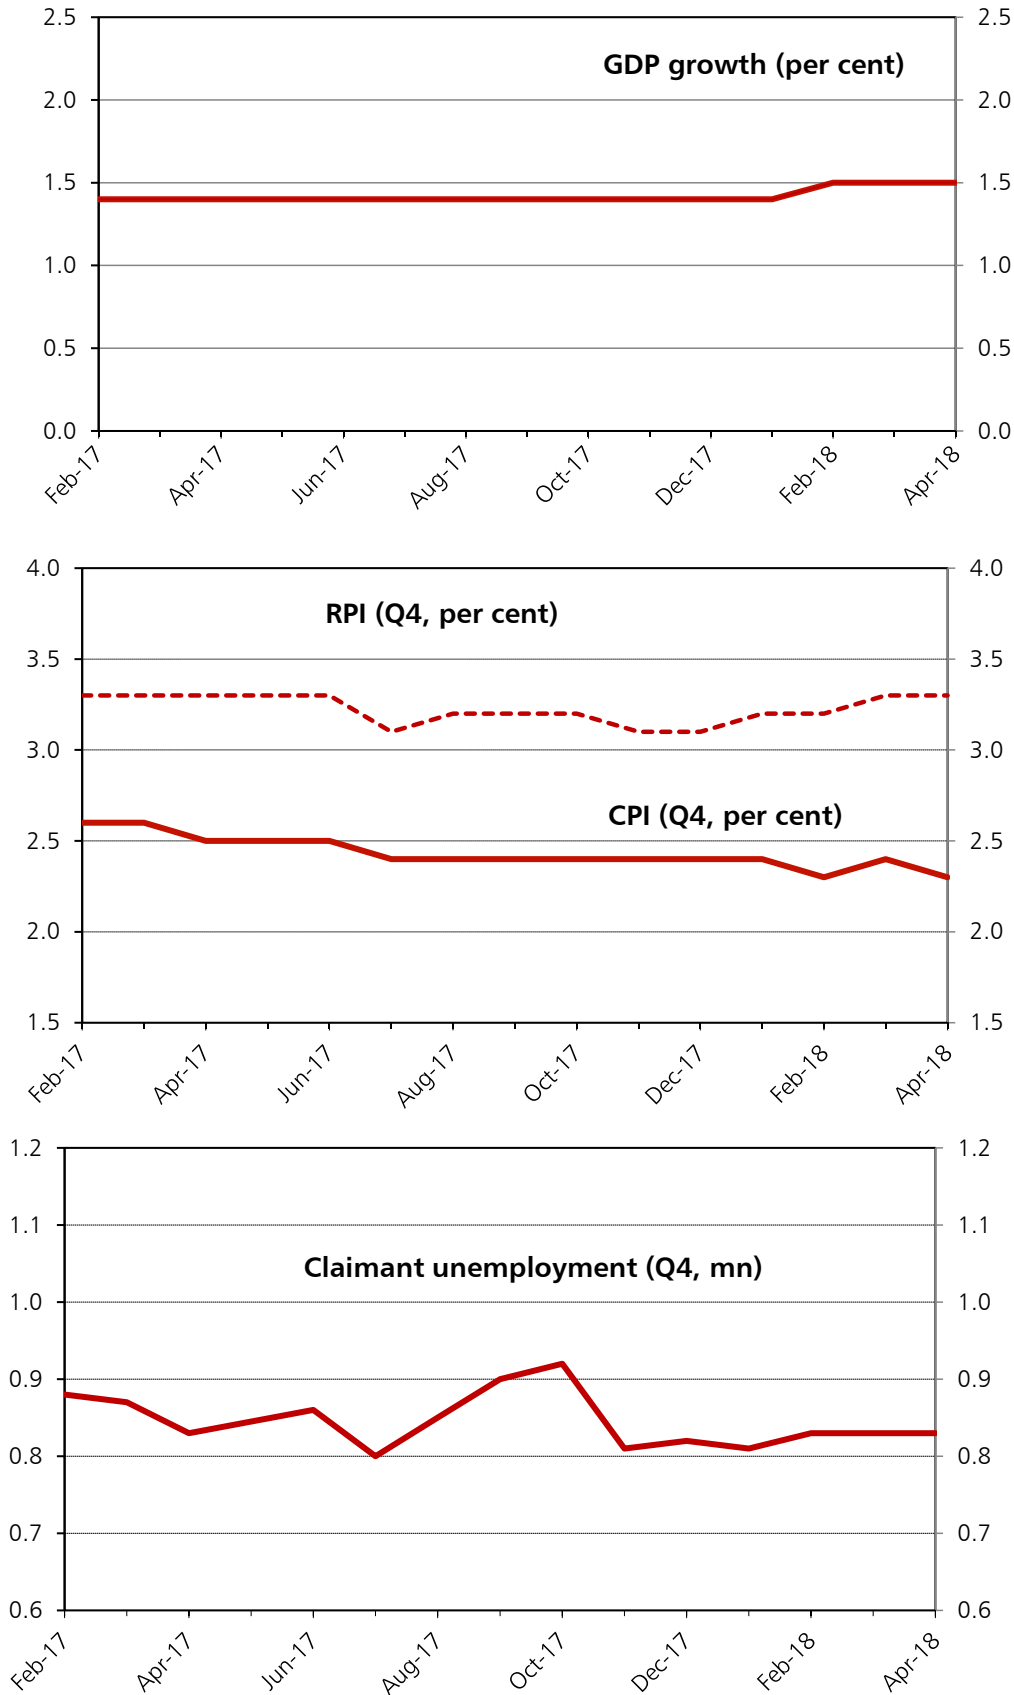 2.5 2.5
GDP growth (per cent)
2.0 2.0
1.5 1.5
1.0 1.0
0.5 0.5
0.0 0.0
Feb-17 Apr-17 Jun-17 Aug-17 Oct-17 Dec-17 Feb-18 Apr-18
4.0 4.0
RPI (Q4, per cent)
3.5 3.5
3.0 3.0
CPI (Q4, per cent)
2.5 2.5
2.0 2.0
1.5 1.5
Feb-17 Apr-17 Jun-17 Aug-17 Oct-17 Dec-17 Feb-18 Apr-18
1.2 1.2
1.1 1.1
Claimant unemployment (Q4, mn)
1.0 1.0
0.9 0.9
0.8 0.8
0.7 0.7
0.6 0.6
Feb-17 Apr-17 Jun-17 Aug-17 Oct-17 Dec-17 Feb-18 Apr-18